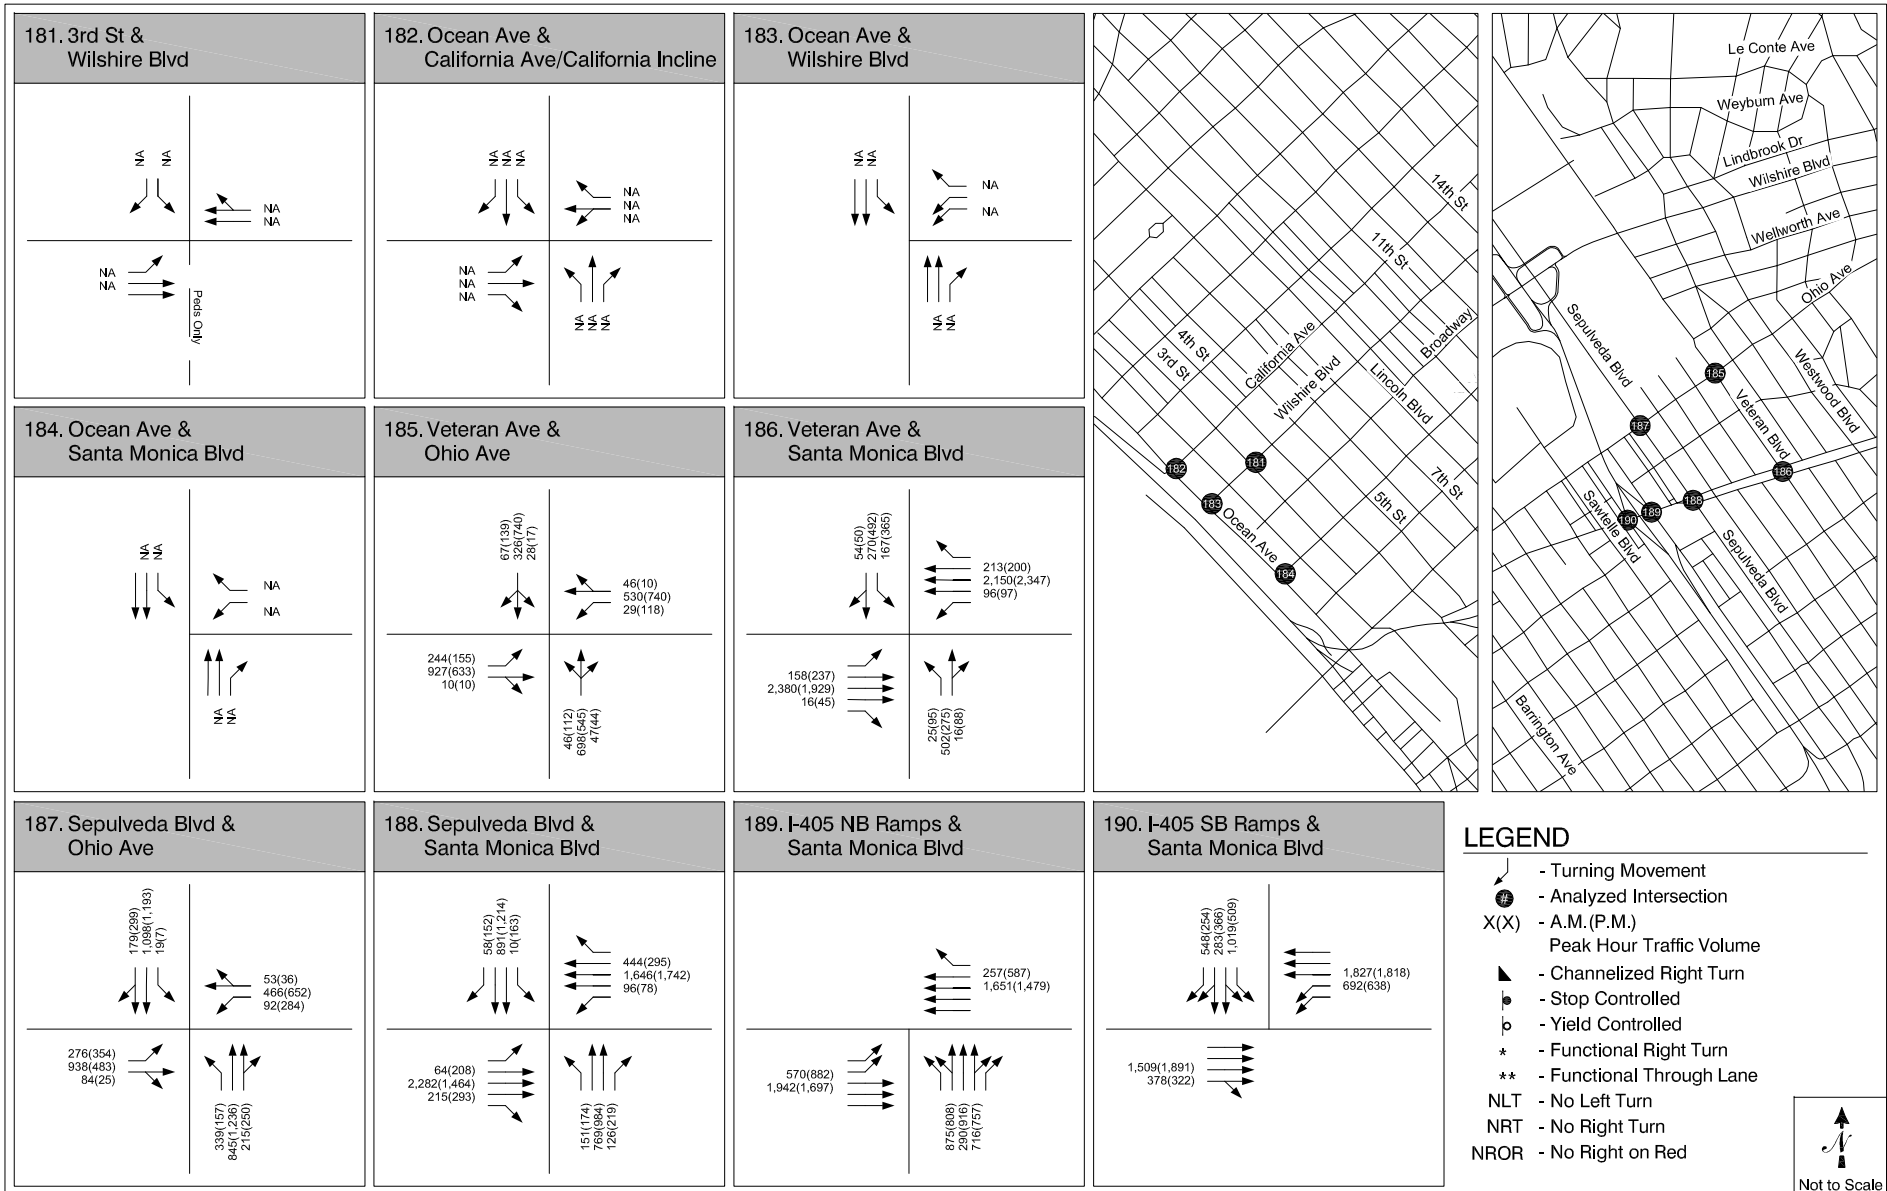 181. 3rd St &
Wilshire Blvd
NA
NA
NA
NA
NA
NA
Peds Only
182. Ocean Ave &
California Ave/California Incline
NA
NA
NA
NA
NA
NA
NA
NA
NA
NA
NA
NA
183. Ocean Ave &
Wilshire Blvd
NA
NA
NA
NA
NA
NA
184. Ocean Ave &
Santa Monica Blvd
NA
NA
NA
NA
NA
NA
185. Veteran Ave &
Ohio Ave
67(139)
326(740)
28(17)
46(10)
530(740)
29(118)
244(155)
927(633)
10(10)
46(112)
698(545)
47(44)
186. Veteran Ave &
Santa Monica Blvd
54(50)
270(492)
167(365)
213(200)
2,150(2,347)
96(97)
158(237)
2,380(1,929)
16(45)
25(95)
502(275)
16(88)
14th St
11th St
Broadway
California Ave
4th St
3rd St
Wilshire Blvd
Lincoln Blvd
7th St
5th St
Ocean Ave
181
182
183
184
Le Conte Ave
Weyburn Ave
Lindbrook Dr
Wilshire Blvd
Wellworth Ave
Ohio Ave
Sepulveda Blvd
Westwood Blvd
Veteran Blvd
Sawtelle Blvd
Sepulveda Blvd
Barrington Ave
185
187
186
188
189
190
187. Sepulveda Blvd &
Ohio Ave
179(299)
1,098(1,193)
19(7)
53(36)
466(652)
92(284)
276(354)
938(483)
84(25)
339(157)
845(1,236)
215(250)
188. Sepulveda Blvd &
Santa Monica Blvd
58(152)
891(1,214)
10(163)
444(295)
1,646(1,742)
96(78)
64(208)
2,282(1,464)
215(293)
151(174)
769(984)
126(219)
189. I-405 NB Ramps &
Santa Monica Blvd
257(587)
1,651(1,479)
570(882)
1,942(1,697)
875(808)
290(916)
716(757)
190. I-405 SB Ramps &
Santa Monica Blvd
548(254)
283(366)
1,019(509)
1,827(1,818)
692(638)
1,509(1,891)
378(322)
LEGEND
- Turning Movement
# - Analyzed Intersection
X(X) - A.M.(P.M.)
Peak Hour Traffic Volume
- Channelized Right Turn
- Stop Controlled
- Yield Controlled
* - Functional Right Turn
** - Functional Through Lane
NLT - No Left Turn
NRT - No Right Turn
NROR - No Right on Red
N
Not to Scale